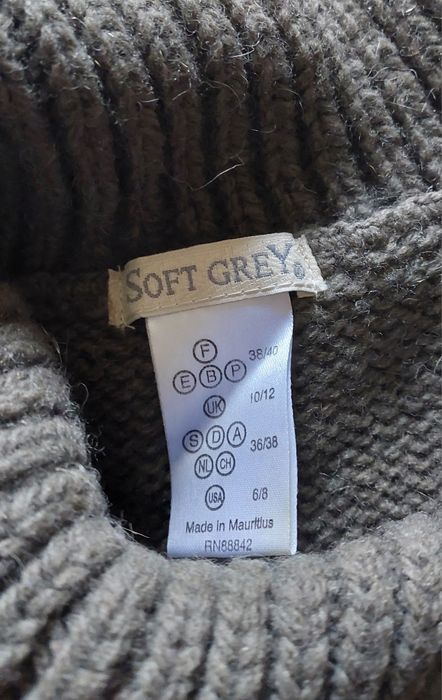 SOFT GREY®
F
38/40
E B P
UK 10/12
S D A
36/38
NL CH
USA 6/8
Made in Mauritius
RN88842